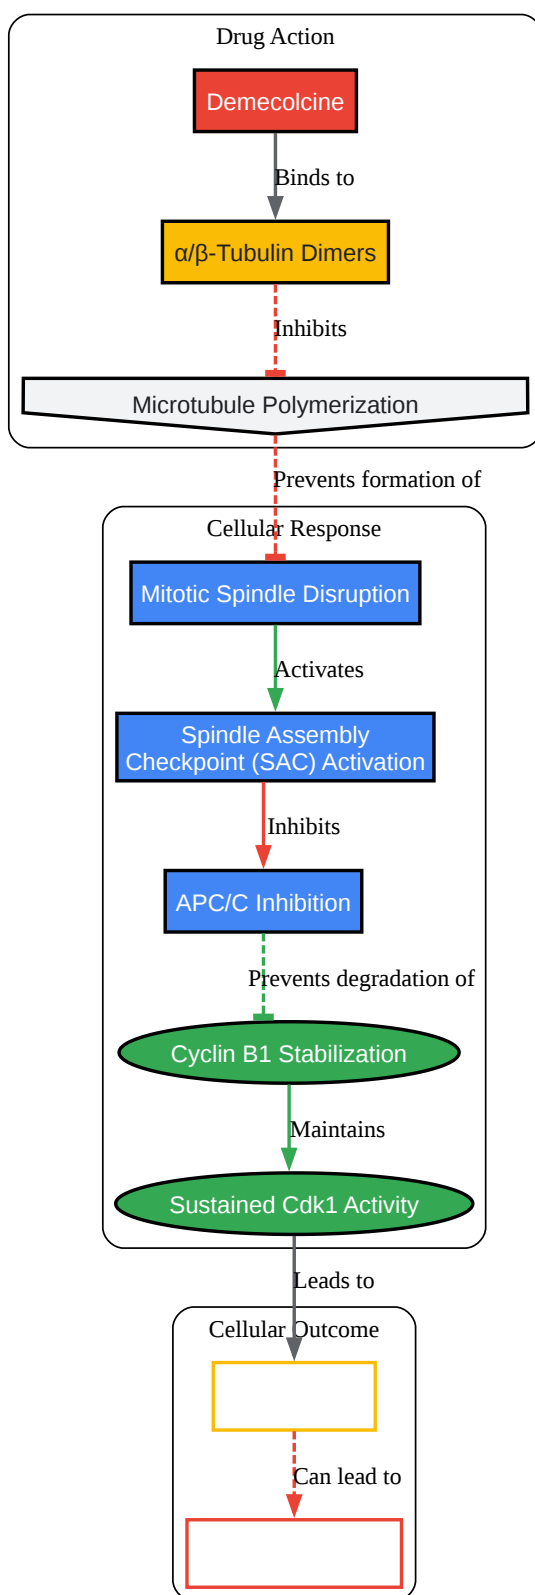 Drug Action
Demecolcine
Binds to
α/β-Tubulin Dimers
Inhibits
Microtubule Polymerization
Prevents formation of
Cellular Response
Mitotic Spindle Disruption
Activates
Spindle Assembly
Checkpoint (SAC) Activation
Inhibits
APC/C Inhibition
Prevents degradation of
Cyclin B1 Stabilization
Maintains
Sustained Cdk1 Activity
Leads to
Cellular Outcome
Can lead to